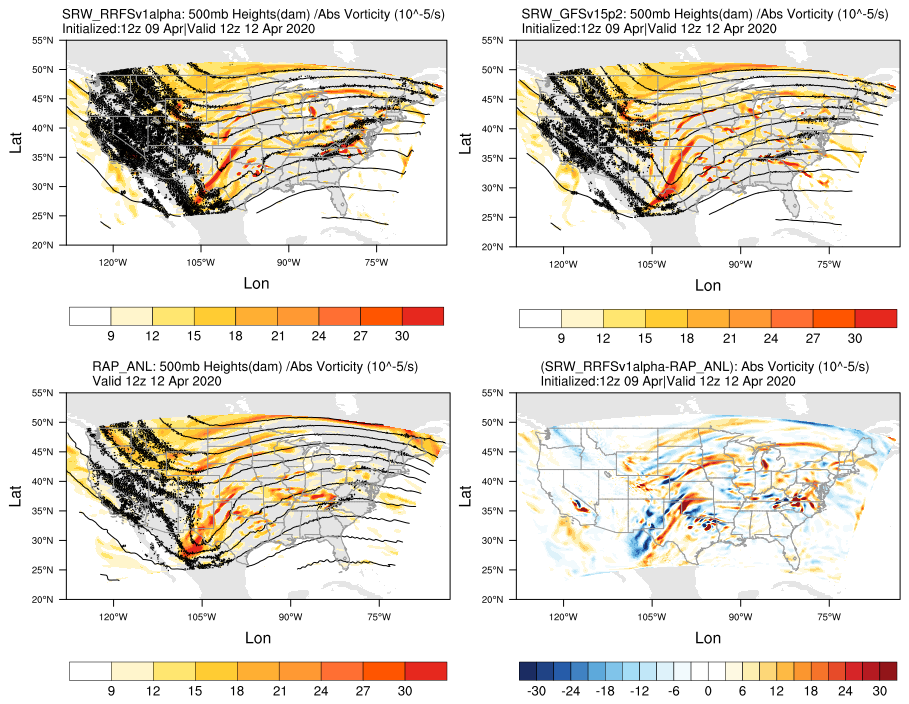 SRW_RRFSv1alpha: 500mb Heights(dam) /Abs Vorticity (10^-5/s)
Initialized:12z 09 Apr|Valid 12z 12 Apr 2020
55°N
50°N
45°N
40°N
35°N
30°N
25°N
20°N
Lat
120°W 105°W 90°W 75°W
Lon
9 12 15 18 21 24 27 30
SRW_GFSv15p2: 500mb Heights(dam) /Abs Vorticity (10^-5/s)
Initialized:12z 09 Apr|Valid 12z 12 Apr 2020
55°N
50°N
45°N
40°N
35°N
30°N
25°N
20°N
Lat
120°W 105°W 90°W 75°W
Lon
9 12 15 18 21 24 27 30
RAP_ANL: 500mb Heights(dam) /Abs Vorticity (10^-5/s)
Valid 12z 12 Apr 2020
55°N
50°N
45°N
40°N
35°N
30°N
25°N
20°N
Lat
120°W 105°W 90°W 75°W
Lon
9 12 15 18 21 24 27 30
(SRW_RRFSv1alpha-RAP_ANL): Abs Vorticity (10^-5/s)
Initialized:12z 09 Apr|Valid 12z 12 Apr 2020
55°N
50°N
45°N
40°N
35°N
30°N
25°N
20°N
Lat
120°W 105°W 90°W 75°W
Lon
-30 -24 -18 -12 -6 0 6 12 18 24 30